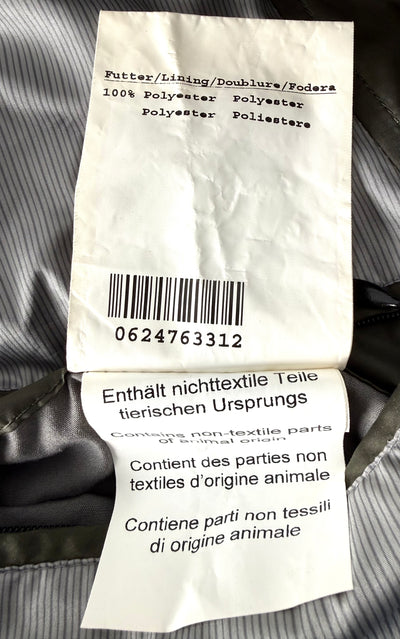 Futter/Lining/Doublure/Fodera
100% Polyester Polyester
Polyester Poliestere
0624763312
Enthält nichttextile Teile
tierischen Ursprungs
Contains non-textile parts
of animal origin
Contient des parties non
textiles d'origine animale
Contiene parti non tessili
di origine animale